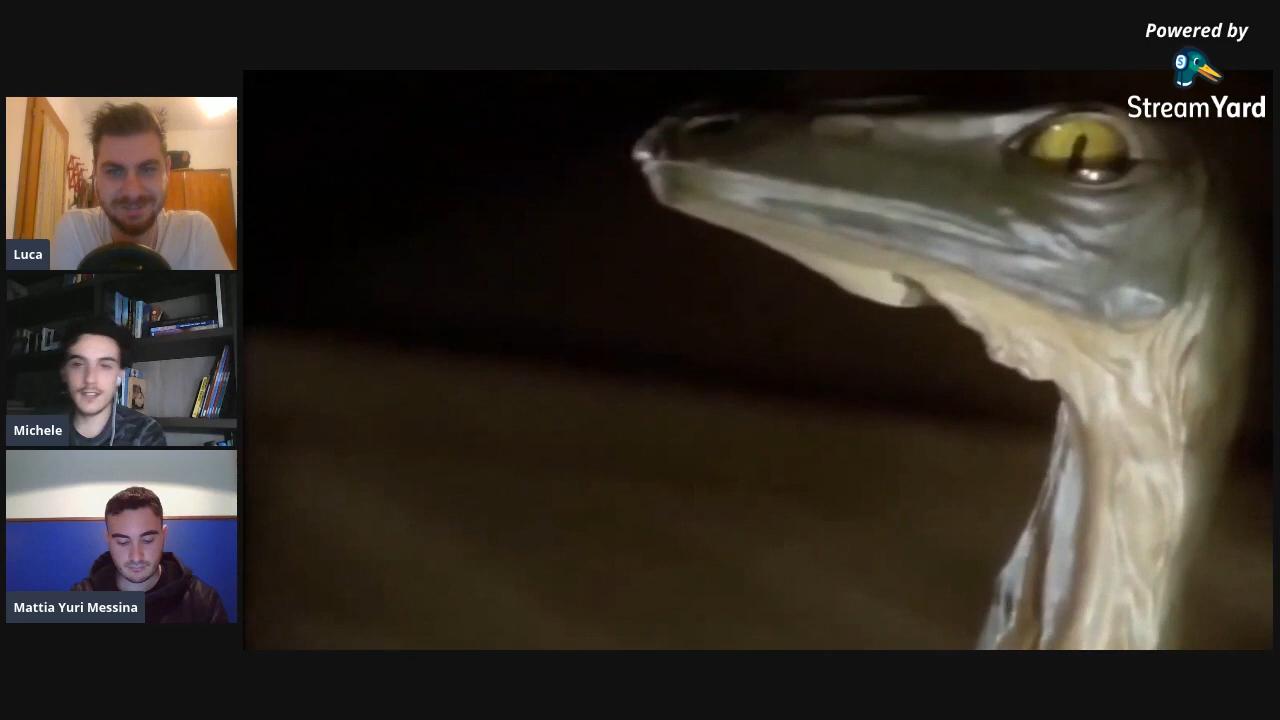 Powered by
StreamYard
Luca
Michele
Mattia Yuri Messina